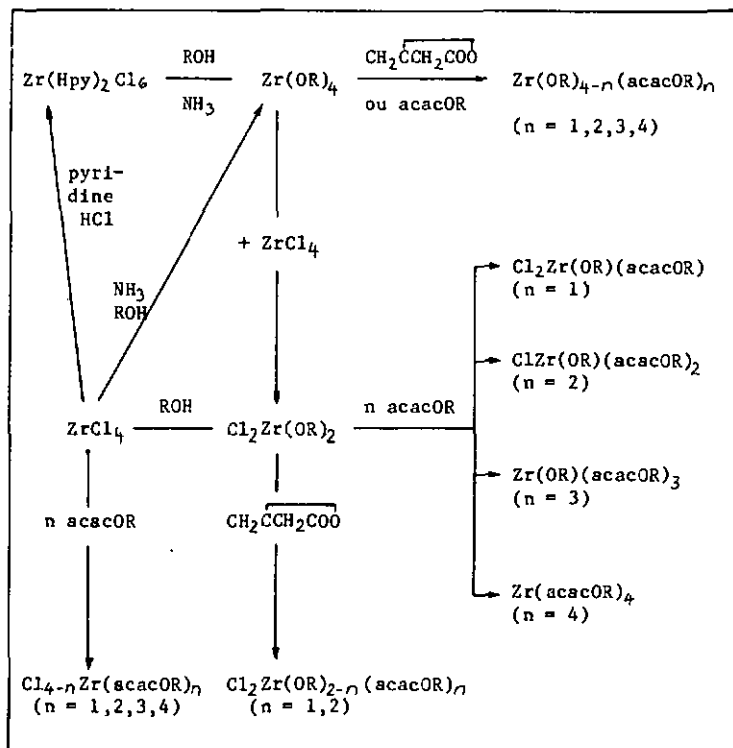 Zr(Hpy)₂Cl₆
ROH
NH₃
Zr(OR)₄
CH₂CCH₂COO
ou acacOR
Zr(OR)₄₋ₙ(acacOR)ₙ
(n = 1,2,3,4)
pyri-
dine
HCl
NH₃
ROH
+ ZrCl₄
Cl₂Zr(OR)(acacOR)
(n = 1)
ClZr(OR)(acacOR)₂
(n = 2)
ZrCl₄
ROH
Cl₂Zr(OR)₂
n acacOR
Zr(OR)(acacOR)₃
(n = 3)
n acacOR
CH₂CCH₂COO
Zr(acacOR)₄
(n = 4)
Cl₄₋ₙZr(acacOR)ₙ
(n = 1,2,3,4)
Cl₂Zr(OR)₂₋ₙ(acacOR)ₙ
(n = 1,2)